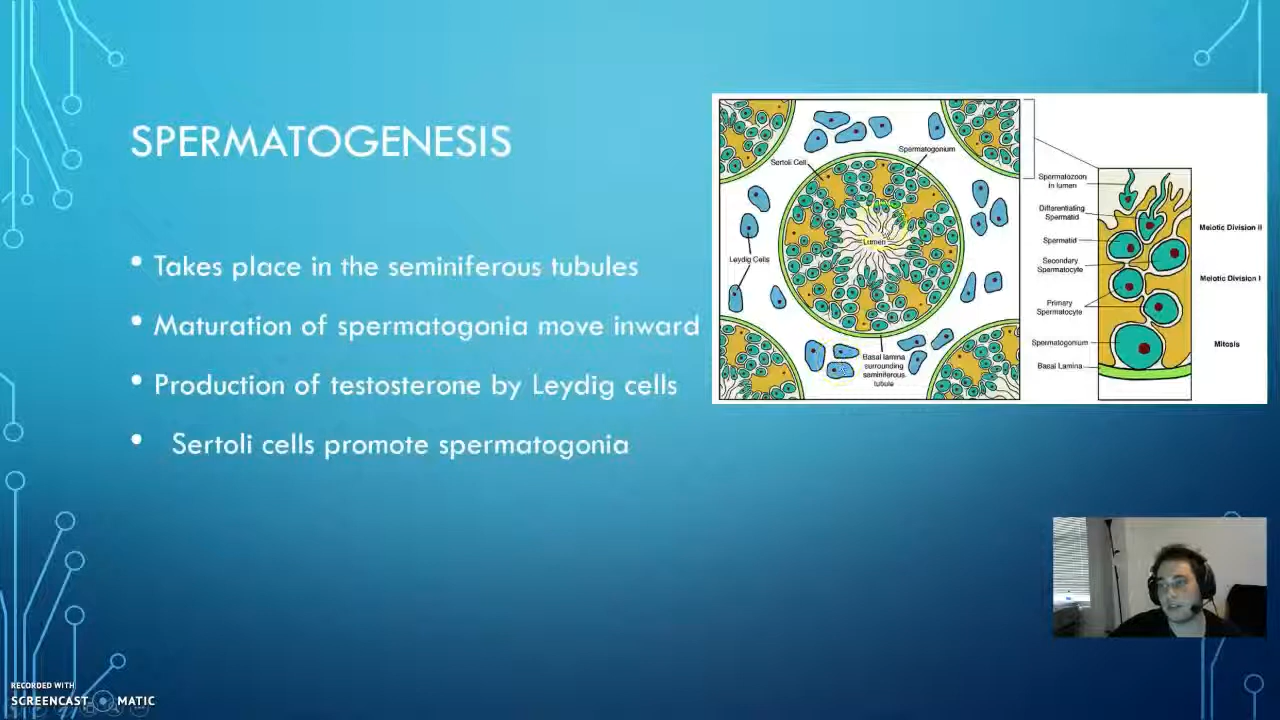 SPERMATOGENESIS
• Takes place in the seminiferous tubules
• Maturation of spermatogonia move inward
• Production of testosterone by Leydig cells
• Sertoli cells promote spermatogonia
Spermatogonium
Sertoli Cell
Lumen
Leydig Cells
Basal lamina
surrounding
seminiferous
tubule
Spermatozoon
in lumen
Differentiating
Spermatid
Spermatid
Secondary
Spermatocyte
Primary
Spermatocyte
Spermatogonium
Basal Lamina
Meiotic Division II
Meiotic Division I
Mitosis
RECORDED WITH
SCREENCAST MATIC